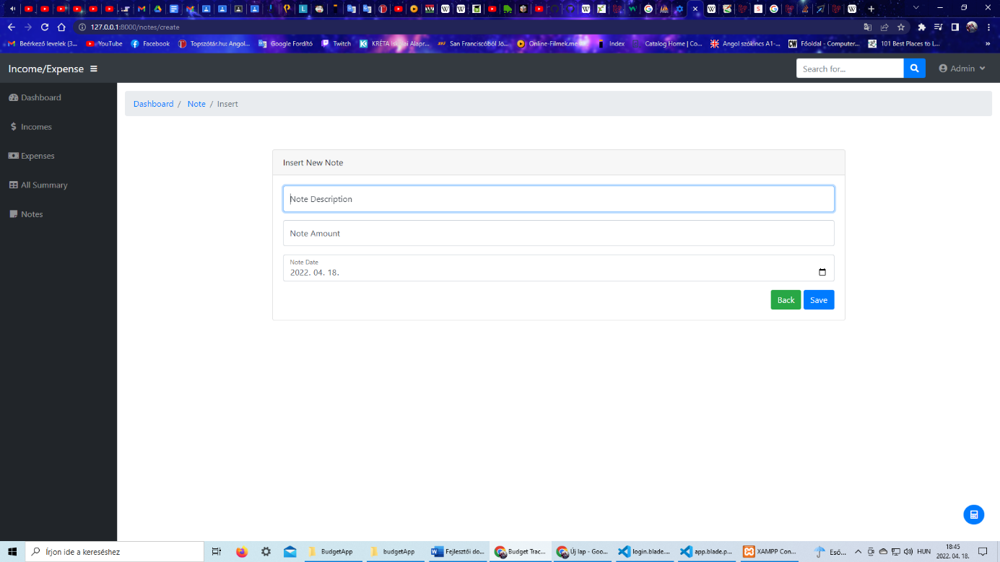 127.0.0.1:8000/notes/create
Beérkező levelek (3... YouTube Facebook Topszótár.hu: Angol... Google Fordító Twitch KRÉTA Iskolai Alapr... San Franciscóból Jó... Online-Filmek.me Index Catalog Home | Co... Angol szókincs A1-... Főoldal - Computer... 101 Best Places to L... »
Income/Expense
Search for...
Admin
Dashboard
Incomes
Expenses
All Summary
Notes
Dashboard / Note / Insert
Insert New Note
Note Description
Note Amount
Note Date
2022. 04. 18.
Back Save
Írjon ide a kereséshez
BudgetApp budgetApp Fejlesztői do... Budget Trac... Új lap - Goo... login.blade.... app.blade.p... XAMPP Con... Eső... HUN
18:45
2022. 04. 18.